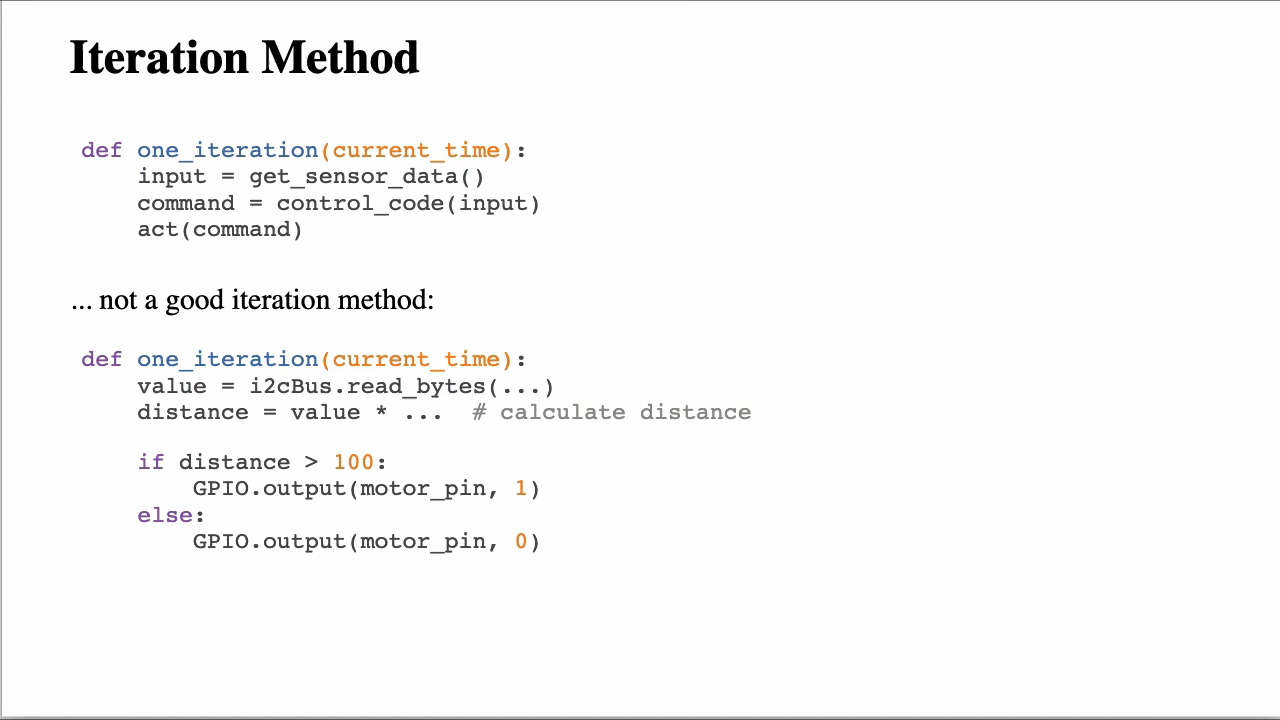 Iteration Method
def one_iteration(current_time):
    input = get_sensor_data()
    command = control_code(input)
    act(command)
... not a good iteration method:
def one_iteration(current_time):
    value = i2cBus.read_bytes(...)
    distance = value * ...  # calculate distance
    if distance > 100:
        GPIO.output(motor_pin, 1)
    else:
        GPIO.output(motor_pin, 0)